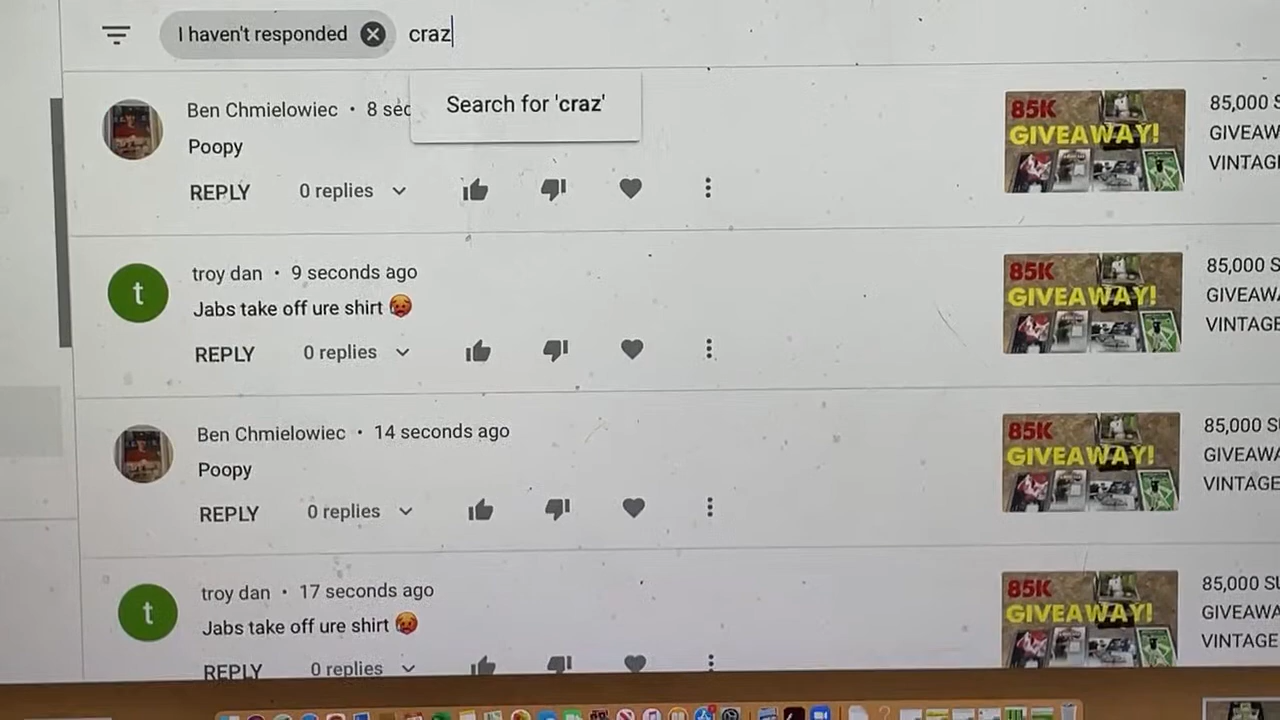 I haven't responded craz
Search for 'craz'
Ben Chmielowiec • 8 sec
Poopy
REPLY 0 replies
85K
GIVEAWAY!
85,000 S
GIVEAW
VINTAGE
troy dan • 9 seconds ago
Jabs take off ure shirt 🥵
REPLY 0 replies
85K
GIVEAWAY!
85,000 S
GIVEAWA
VINTAGE
Ben Chmielowiec • 14 seconds ago
Poopy
REPLY 0 replies
85K
GIVEAWAY!
85,000 SU
GIVEAWA
VINTAGE
t
troy dan • 17 seconds ago
Jabs take off ure shirt 🥵
REPLY 0 replies
85K
GIVEAWAY!
85,000 SU
GIVEAWA
VINTAGE